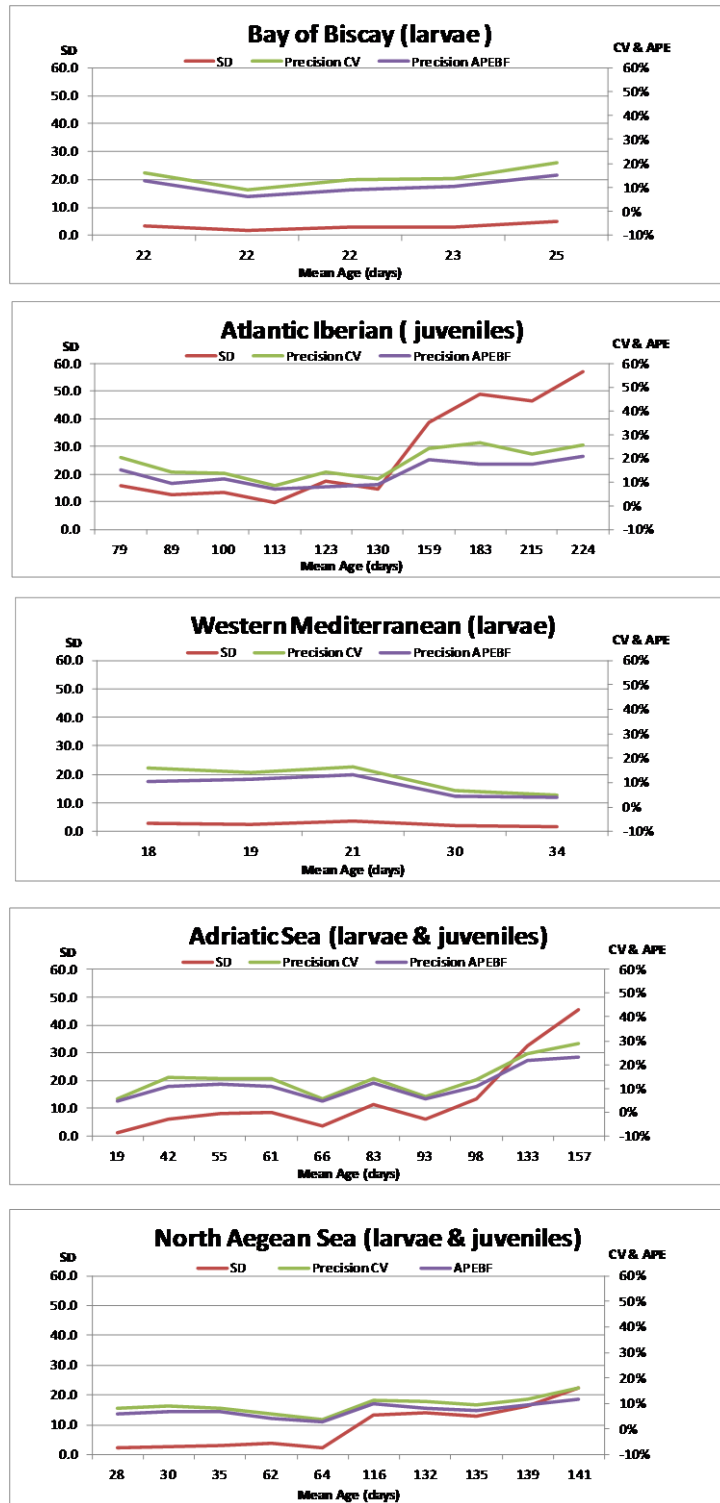 Bay of Biscay (larvae )
SD CV & APE
SD Precision CV Precision APEBF
60.0 60%
50.0 50%
40.0 40%
30.0 30%
20.0 20%
10.0 10%
0.0 0%
-10%
22 22 22 23 25
Mean Age (days)
Atlantic Iberian ( juveniles)
SD CV & APE
SD Precision CV Precision APEBF
60.0 60%
50.0 50%
40.0 40%
30.0 30%
20.0 20%
10.0 10%
0.0 0%
-10%
79 89 100 113 123 130 159 183 215 224
Mean Age (days)
Western Mediterranean (larvae)
SD CV & APE
SD Precision CV Precision APEBF
60.0 60%
50.0 50%
40.0 40%
30.0 30%
20.0 20%
10.0 10%
0.0 0%
-10%
18 19 21 30 34
Mean Age (days)
Adriatic Sea (larvae & juveniles)
SD CV & APE
SD Precision CV Precision APEBF
60.0 60%
50.0 50%
40.0 40%
30.0 30%
20.0 20%
10.0 10%
0.0 0%
-10%
19 42 55 61 66 83 93 98 133 157
Mean Age (days)
North Aegean Sea (larvae & juveniles)
SD CV & APE
SD Precision CV APEBF
60.0 60%
50.0 50%
40.0 40%
30.0 30%
20.0 20%
10.0 10%
0.0 0%
-10%
28 30 35 62 64 116 132 135 139 141
Mean Age (days)